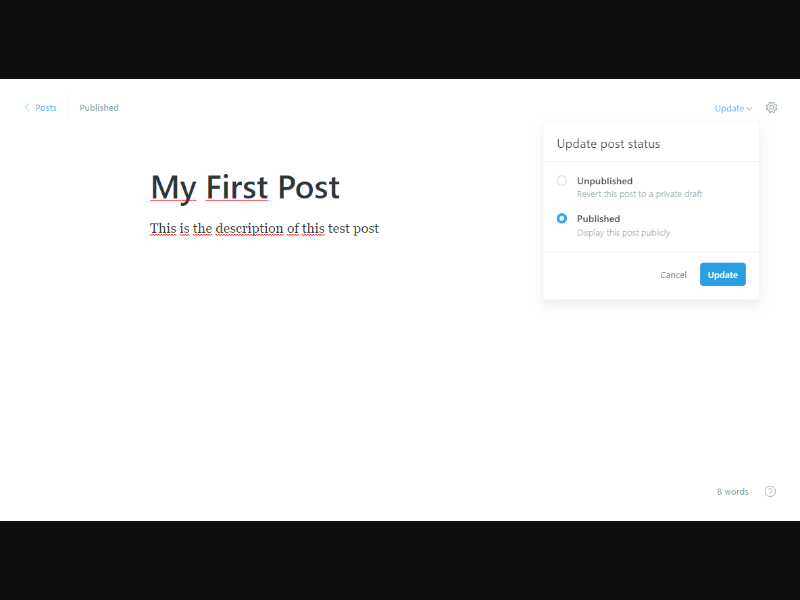 Posts
Published
Update
Update post status
Unpublished
Revert this post to a private draft
Published
Display this post publicly
Cancel
Update
My First Post
This is the description of this test post
8 words
?